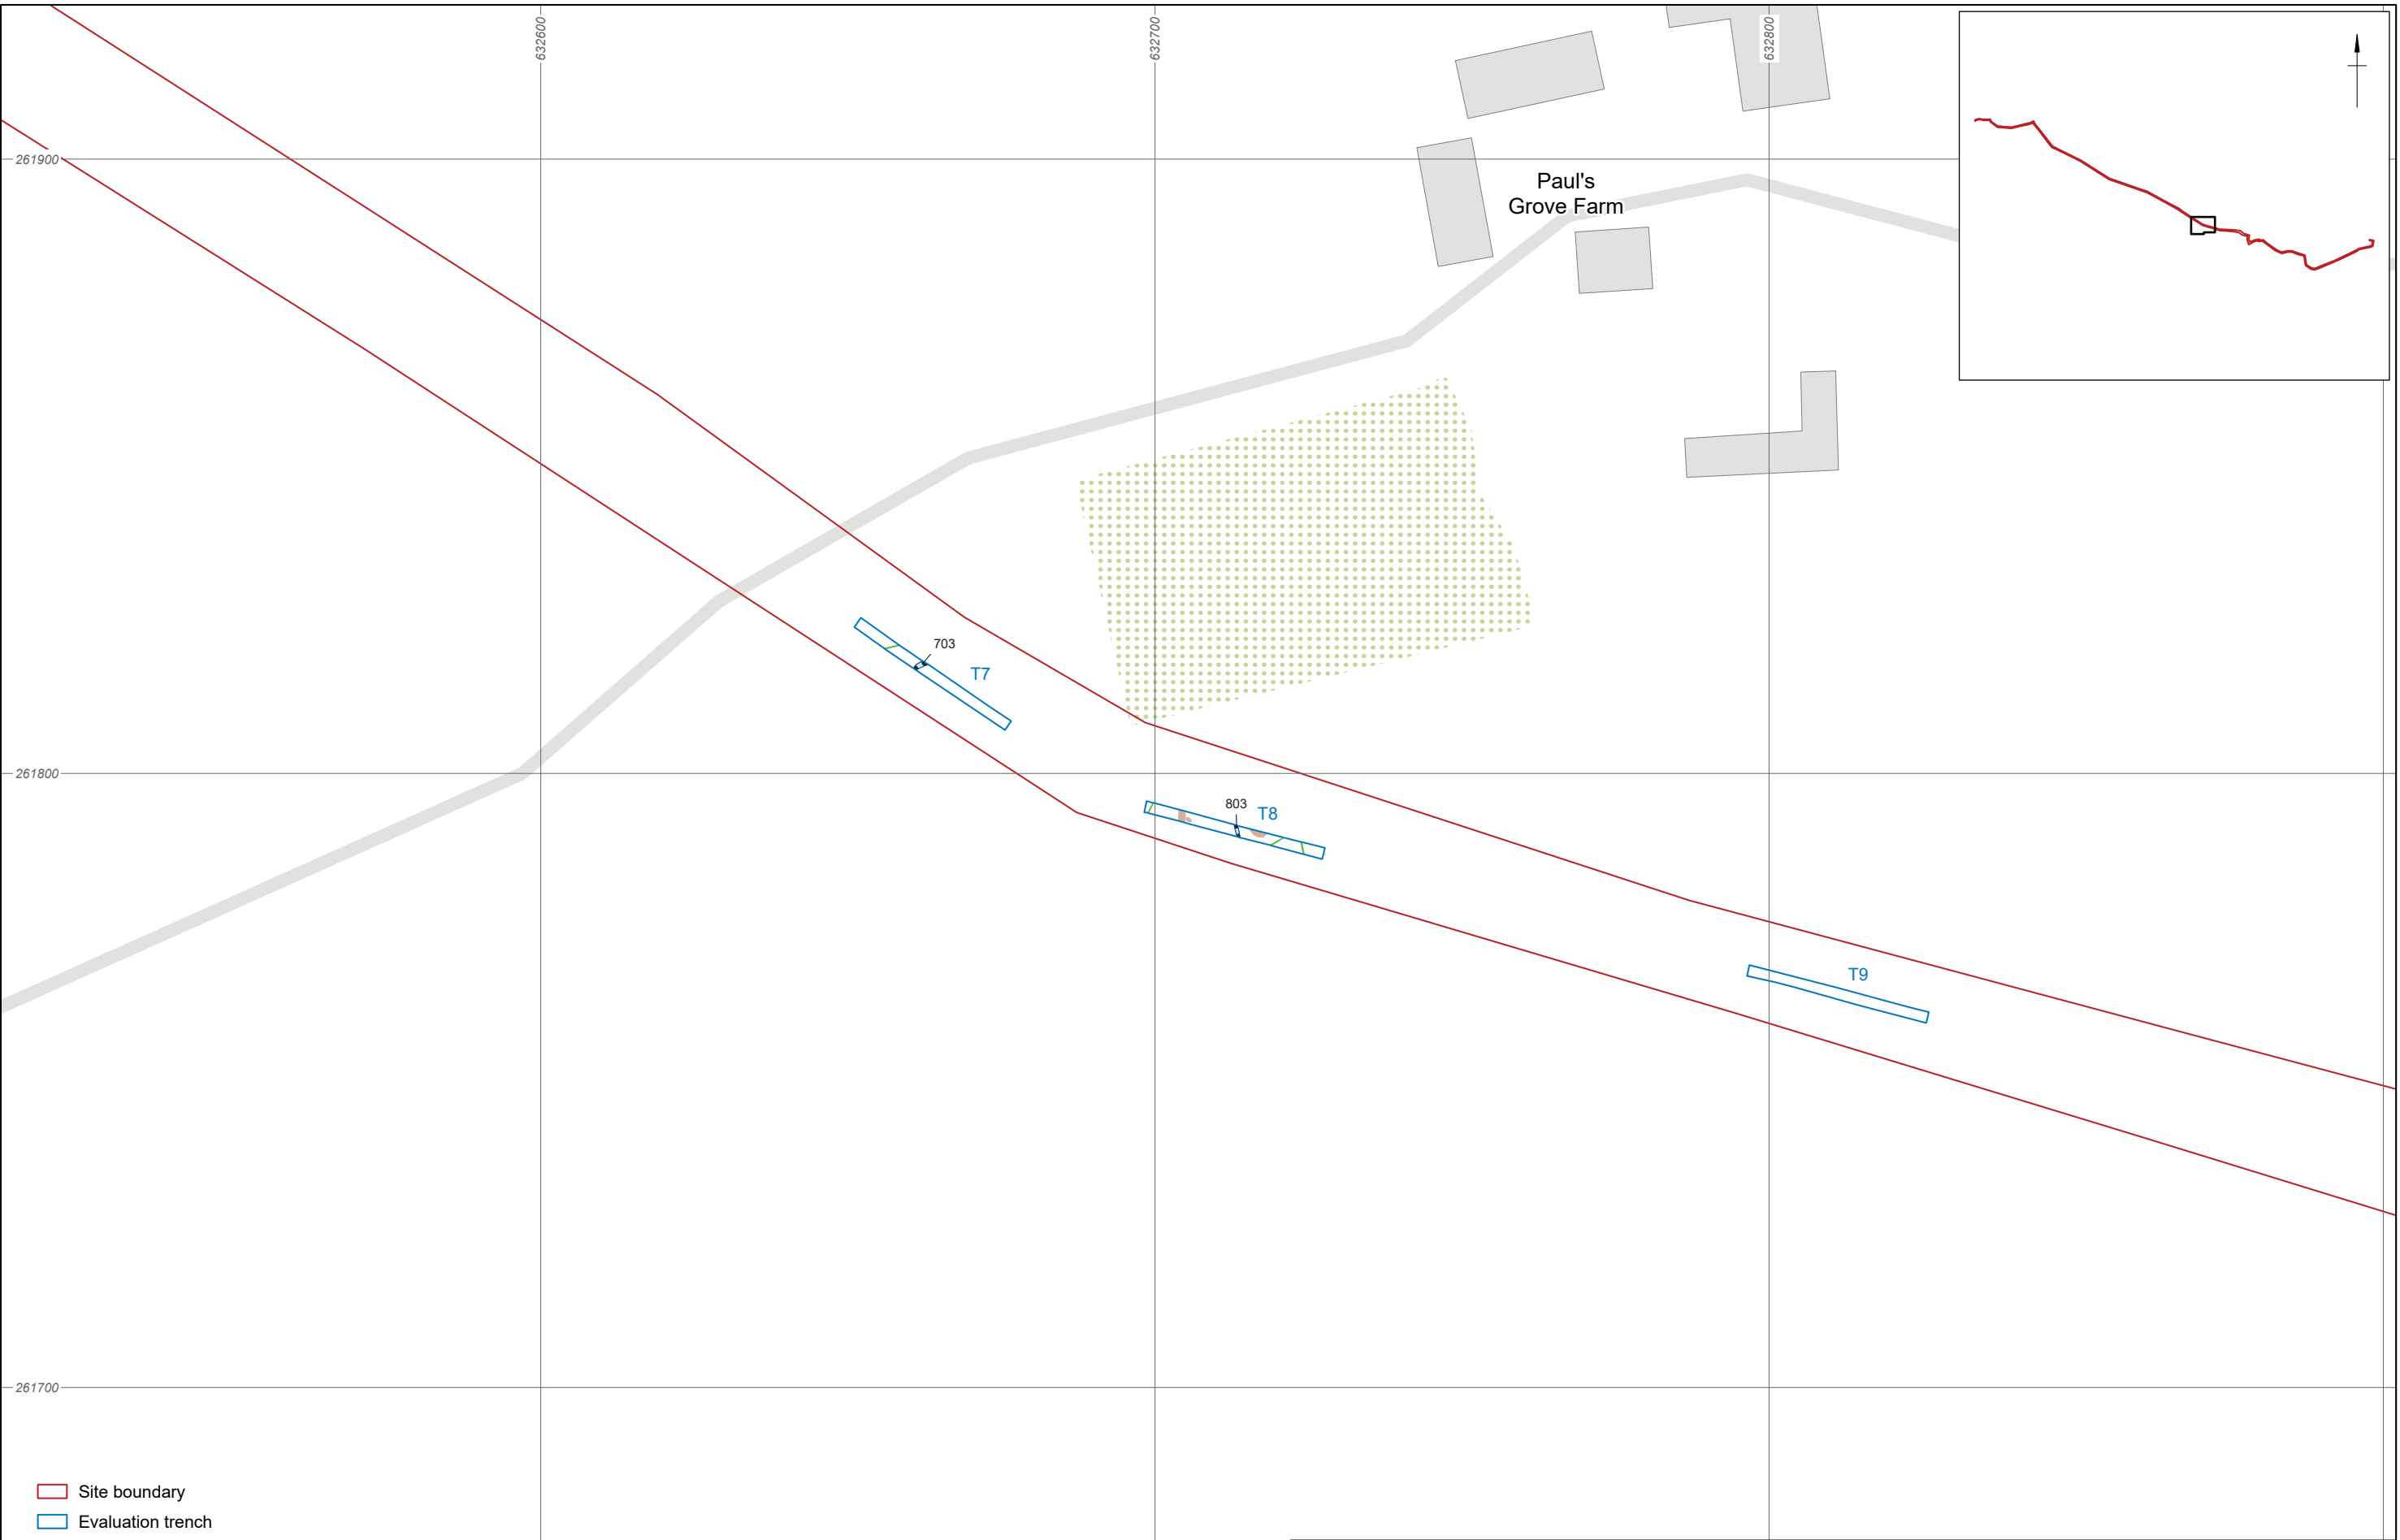 632600
632700
632800
261900
Paul's
Grove Farm
703
T7
261800
803
T8
T9
261700
Site boundary
Evaluation trench